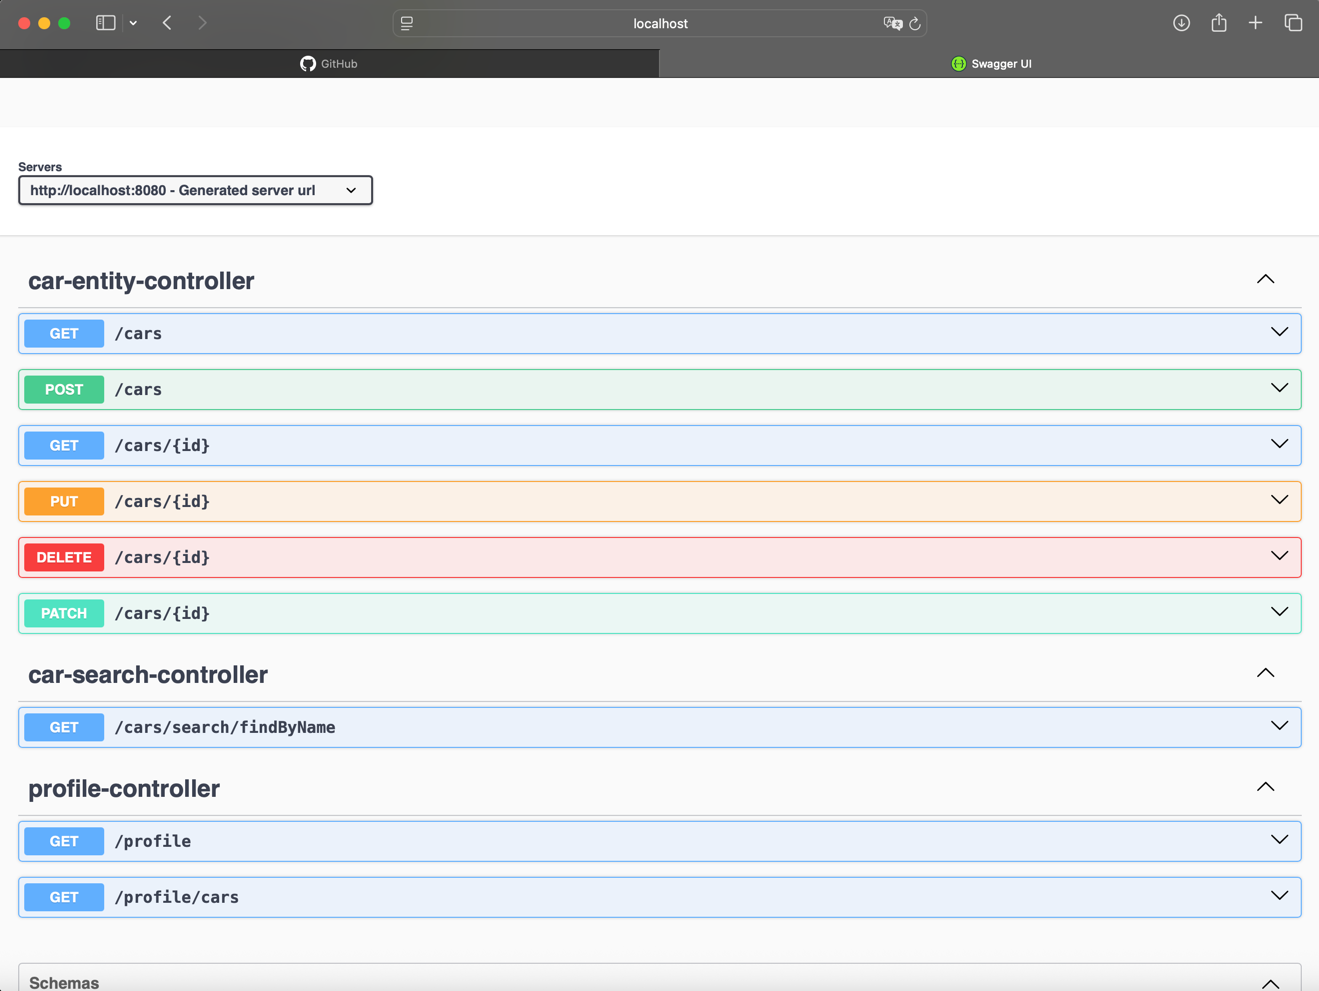 localhost
GitHub
Swagger UI
Servers
http://localhost:8080 - Generated server url
car-entity-controller
GET /cars
POST /cars
GET /cars/{id}
PUT /cars/{id}
DELETE /cars/{id}
PATCH /cars/{id}
car-search-controller
GET /cars/search/findByName
profile-controller
GET /profile
GET /profile/cars
Schemas